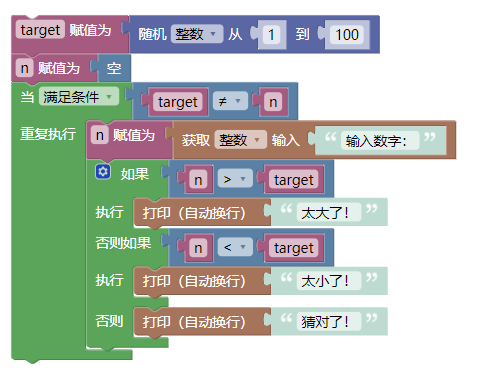 target 赋值为 随机 整数 从 1 到 100
n 赋值为 空
当 满足条件 target ≠ n
重复执行 n 赋值为 获取 整数 输入 “ 输入数字： ”
如果 n > target
执行 打印（自动换行） “ 太大了！ ”
否则如果 n < target
执行 打印（自动换行） “ 太小了！ ”
否则 打印（自动换行） “ 猜对了！ ”